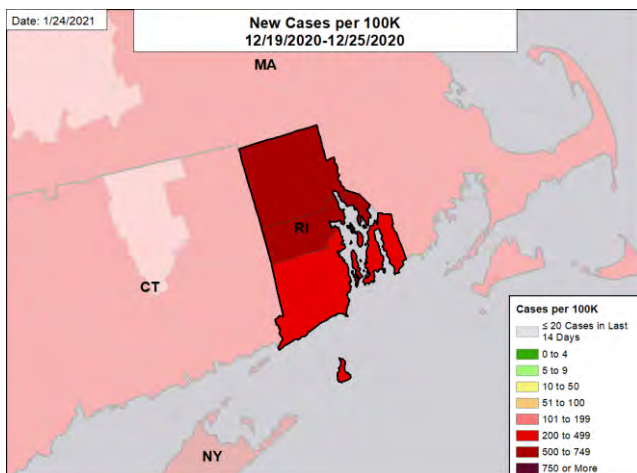 Date: 1/24/2021
New Cases per 100K
12/19/2020-12/25/2020
MA
RI
CT
NY
Cases per 100K
≤ 20 Cases in Last
14 Days
0 to 4
5 to 9
10 to 50
51 to 100
101 to 199
200 to 499
500 to 749
750 or More